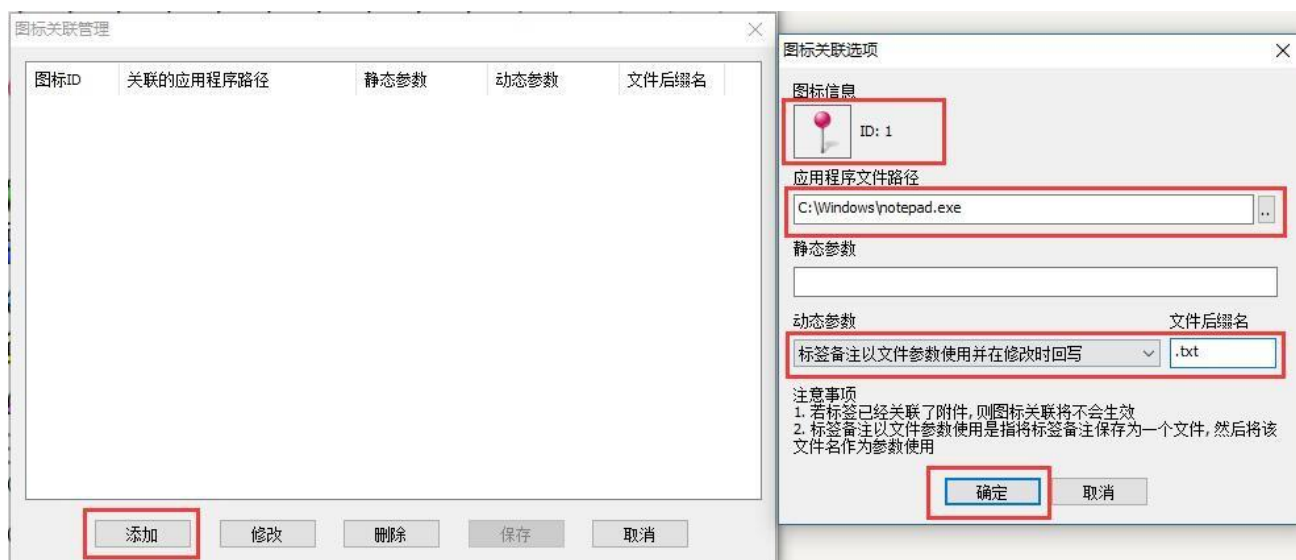 图标关联管理
图标ID 关联的应用程序路径 静态参数 动态参数 文件后缀名
添加 修改 删除 保存 取消
图标关联选项
图标信息
ID: 1
应用程序文件路径
C:\Windows\notepad.exe
..
静态参数
动态参数 文件后缀名
标签备注以文件参数使用并在修改时回写 .txt
注意事项
1. 若标签已经关联了附件, 则图标关联将不会生效
2. 标签备注以文件参数使用是指将标签备注保存为一个文件, 然后将该
文件名作为参数使用
确定 取消